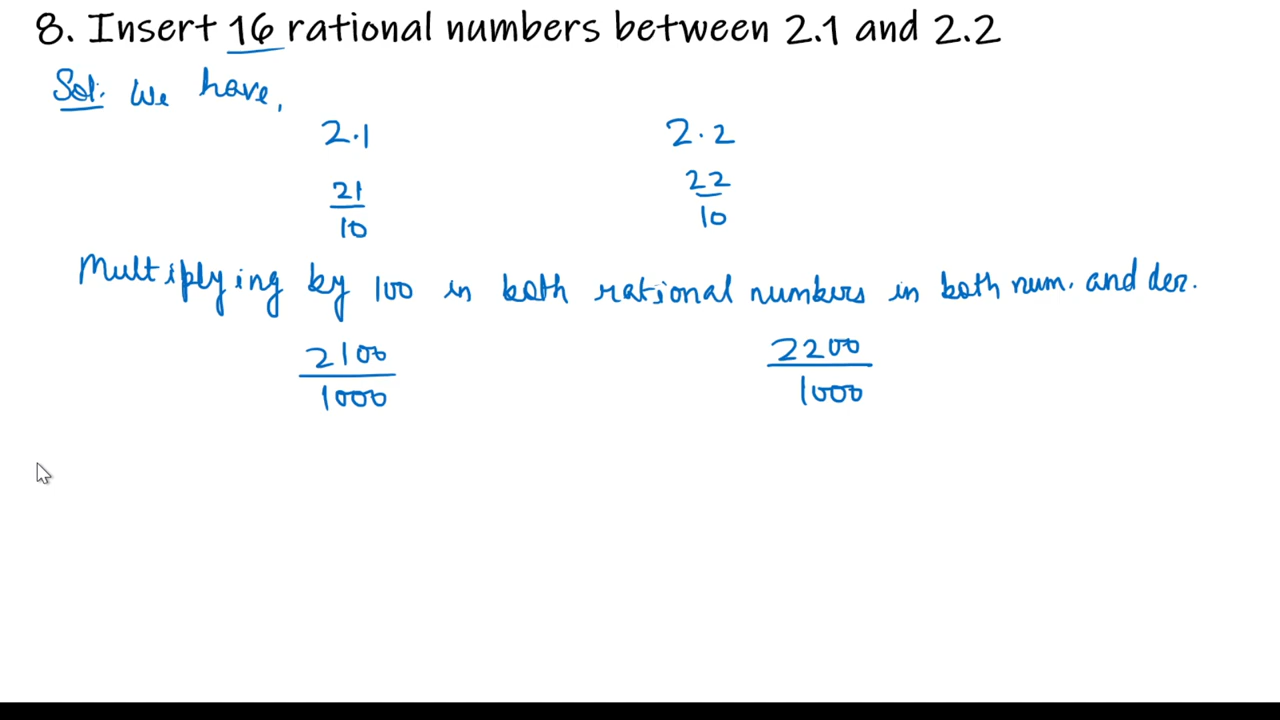 8. Insert 16 rational numbers between 2.1 and 2.2
Sol: We have,
2.1 2.2
21/10 22/10
Multiplying by 100 in both rational numbers in both num. and den.
2100/1000 2200/1000